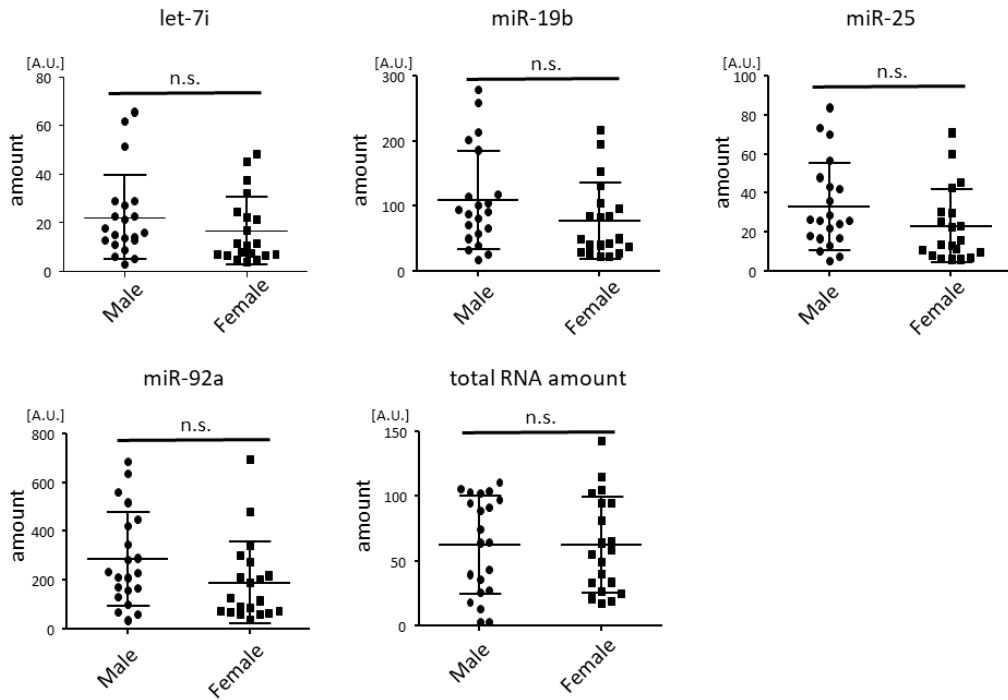 let-7i
[A.U.]
n.s.
80
60
40
20
0
amount
Male
Female
miR-19b
[A.U.]
n.s.
300
200
100
0
amount
Male
Female
miR-25
[A.U.]
n.s.
100
80
60
40
20
0
amount
Male
Female
miR-92a
[A.U.]
n.s.
800
600
400
200
0
amount
Male
Female
total RNA amount
[A.U.]
n.s.
150
100
50
0
amount
Male
Female